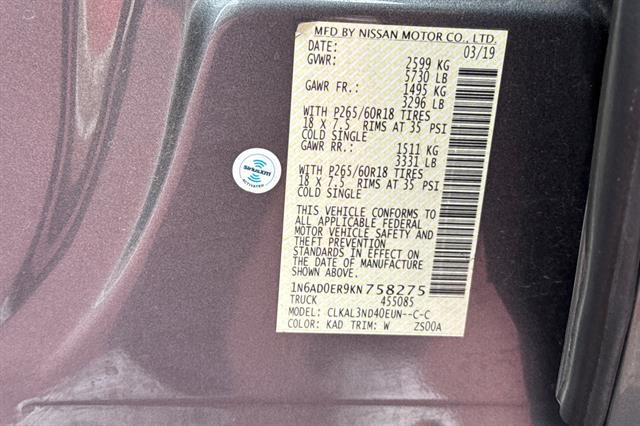 MFD BY NISSAN MOTOR CO., LTD.
DATE: 03/19
GVWR: 2599 KG
5730 LB
GAWR FR.: 1495 KG
3296 LB
WITH P265/60R18 TIRES
18 X 7.5 RIMS AT 35 PSI
COLD SINGLE
GAWR RR.: 1511 KG
3331 LB
WITH P265/60R18 TIRES
18 X 7.5 RIMS AT 35 PSI
COLD SINGLE
THIS VEHICLE CONFORMS TO
ALL APPLICABLE FEDERAL
MOTOR VEHICLE SAFETY AND
THEFT PREVENTION
STANDARDS IN EFFECT ON
THE DATE OF MANUFACTURE
SHOWN ABOVE.
1N6AD0ER9KN758275
TRUCK 455085
MODEL: CLKAL3ND40EUN--C-C
COLOR: KAD TRIM: W ZS00A
siriusxm
ACTIVATED